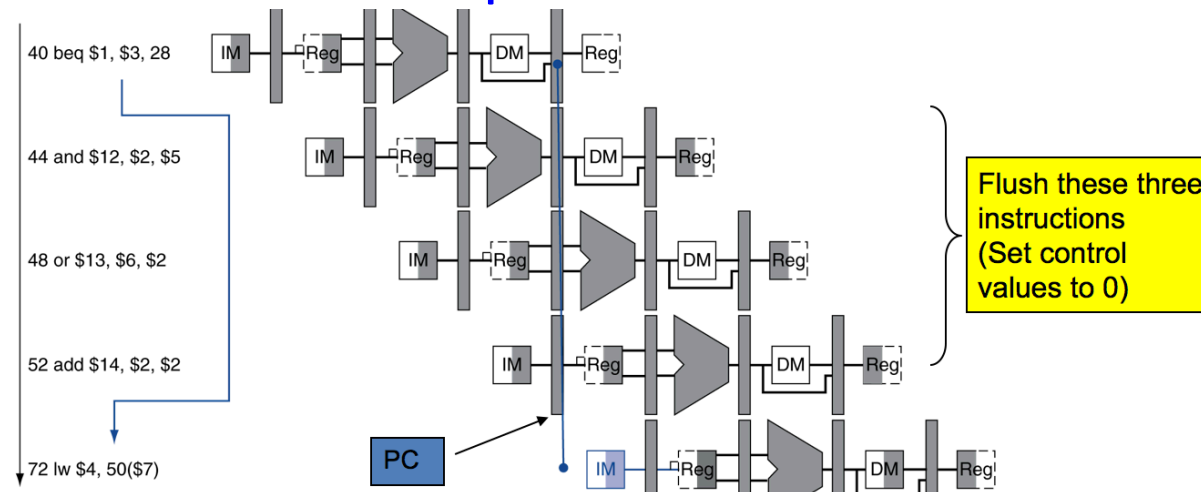 40 beq $1, $3, 28
IM
Reg
DM
Reg
44 and $12, $2, $5
IM
Reg
DM
Reg
48 or $13, $6, $2
IM
Reg
DM
Reg
52 add $14, $2, $2
IM
Reg
DM
Reg
72 lw $4, 50($7)
IM
Reg
DM
Reg
PC
Flush these three
instructions
(Set control
values to 0)